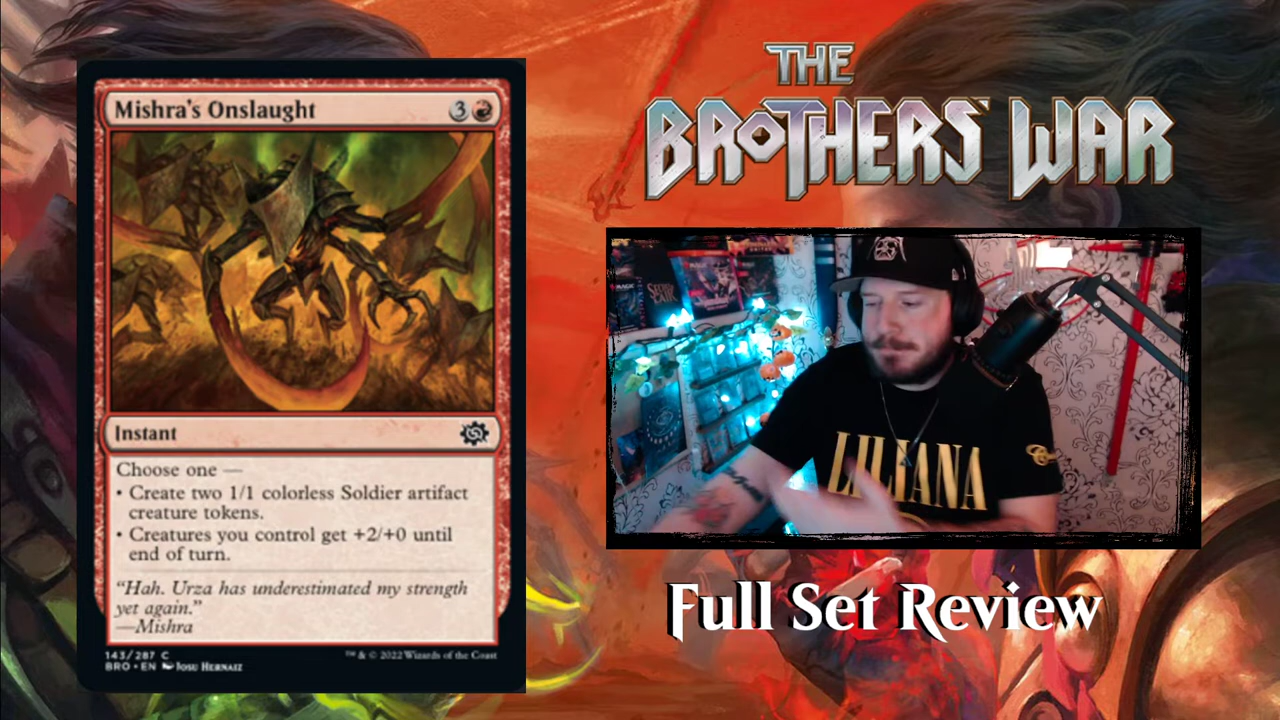 Mishra's Onslaught
3
Instant
Choose one —
• Create two 1/1 colorless Soldier artifact
creature tokens.
• Creatures you control get +2/+0 until
end of turn.
“Hah. Urza has underestimated my strength
yet again.”
—Mishra
143/287 C
BRO • EN Josu Hernaiz
™ & © 2022 Wizards of the Coast
THE
BROTHERS' WAR
LILIANA
Full Set Review